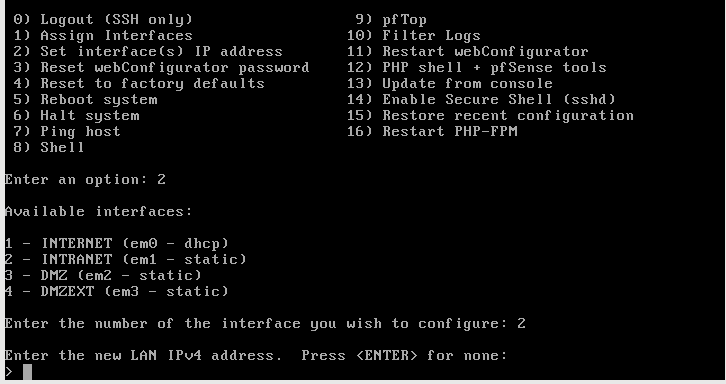 0) Logout (SSH only) 9) pfTop
1) Assign Interfaces 10) Filter Logs
2) Set interface(s) IP address 11) Restart webConfigurator
3) Reset webConfigurator password 12) PHP shell + pfSense tools
4) Reset to factory defaults 13) Update from console
5) Reboot system 14) Enable Secure Shell (sshd)
6) Halt system 15) Restore recent configuration
7) Ping host 16) Restart PHP-FPM
8) Shell
Enter an option: 2
Available interfaces:
1 - INTERNET (em0 - dhcp)
2 - INTRANET (em1 - static)
3 - DMZ (em2 - static)
4 - DMZEXT (em3 - static)
Enter the number of the interface you wish to configure: 2
Enter the new LAN IPv4 address. Press <ENTER> for none:
>